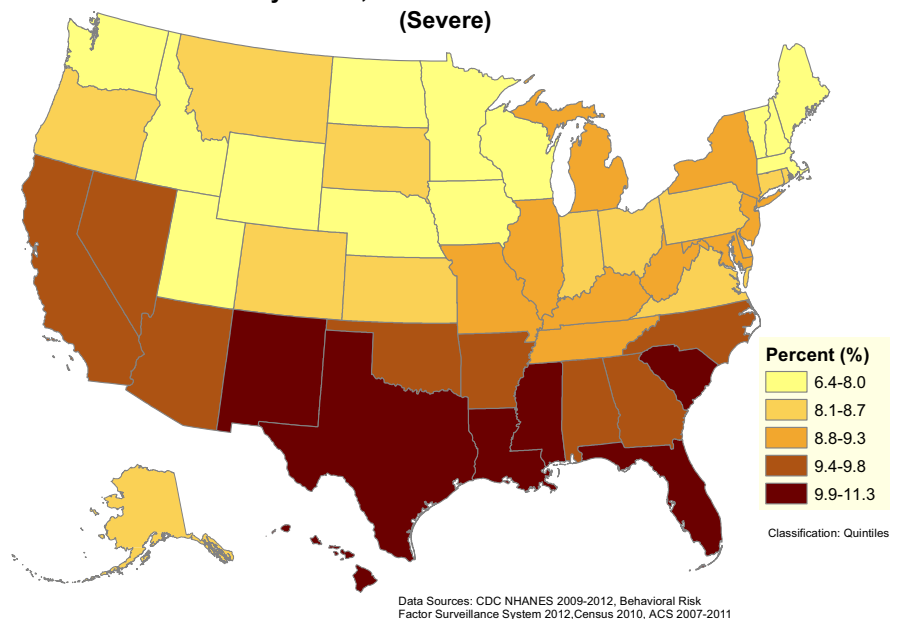 (Severe)
Percent (%)
6.4-8.0
8.1-8.7
8.8-9.3
9.4-9.8
9.9-11.3
Classification: Quintiles
Data Sources: CDC NHANES 2009-2012, Behavioral Risk
Factor Surveillance System 2012,Census 2010, ACS 2007-2011